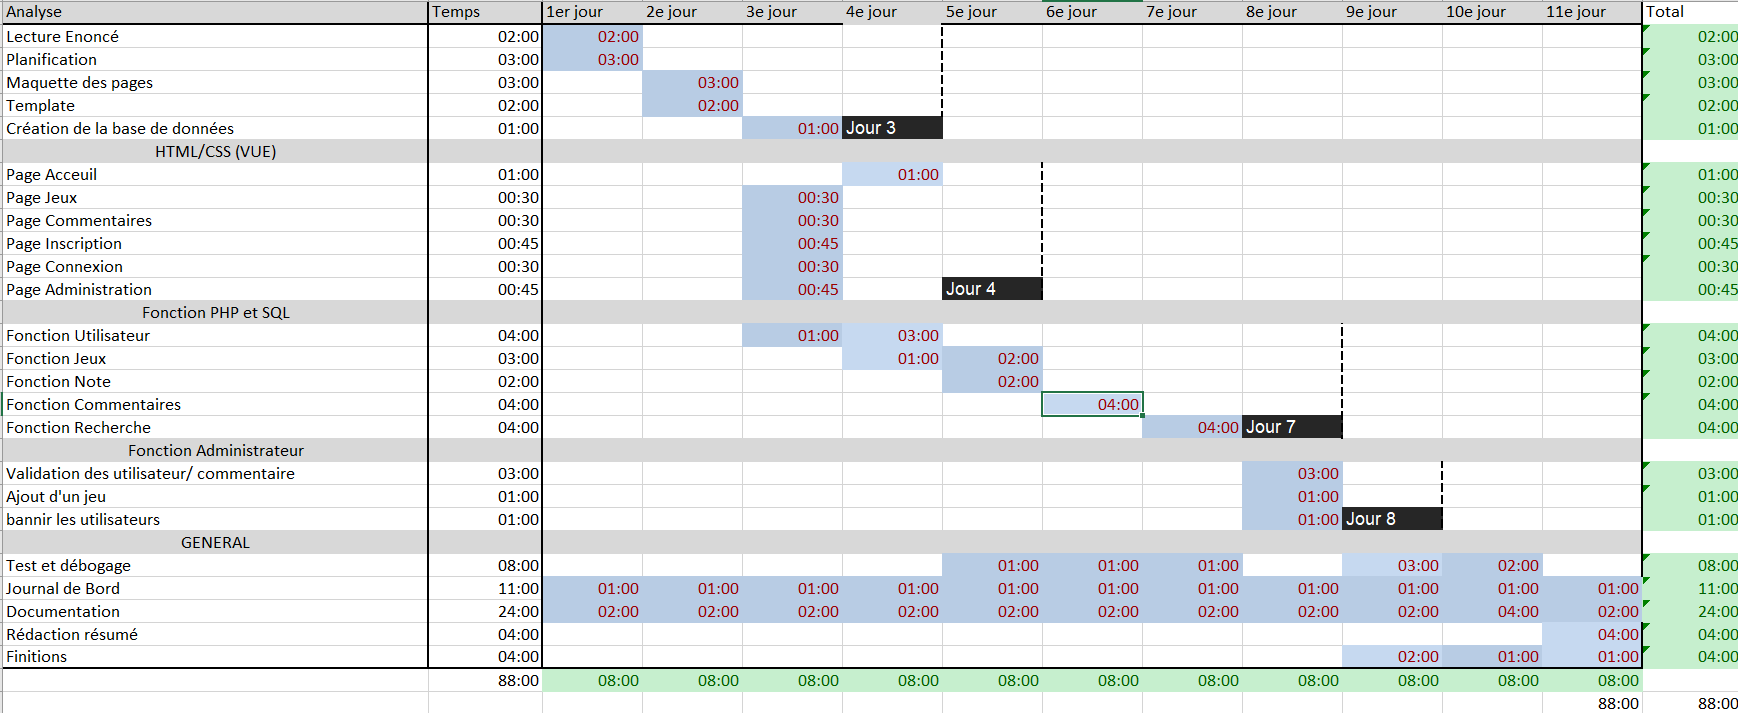 Analyse Temps 1er jour 2e jour 3e jour 4e jour 5e jour 6e jour 7e jour 8e jour 9e jour 10e jour 11e jour Total
Lecture Enoncé 02:00 02:00 02:00
Planification 03:00 03:00 03:00
Maquette des pages 03:00 03:00 03:00
Template 02:00 02:00 02:00
Création de la base de données 01:00 01:00 Jour 3 01:00
HTML/CSS (VUE)
Page Acceuil 01:00 01:00 01:00
Page Jeux 00:30 00:30 00:30
Page Commentaires 00:30 00:30 00:30
Page Inscription 00:45 00:45 00:45
Page Connexion 00:30 00:30 00:30
Page Administration 00:45 00:45 Jour 4 00:45
Fonction PHP et SQL
Fonction Utilisateur 04:00 01:00 03:00 04:00
Fonction Jeux 03:00 01:00 02:00 03:00
Fonction Note 02:00 02:00 02:00
Fonction Commentaires 04:00 04:00 04:00
Fonction Recherche 04:00 04:00 Jour 7 04:00
Fonction Administrateur
Validation des utilisateur/ commentaire 03:00 03:00 03:00
Ajout d'un jeu 01:00 01:00 01:00
bannir les utilisateurs 01:00 01:00 Jour 8 01:00
GENERAL
Test et débogage 08:00 01:00 01:00 01:00 03:00 02:00 08:00
Journal de Bord 11:00 01:00 01:00 01:00 01:00 01:00 01:00 01:00 01:00 01:00 01:00 01:00 11:00
Documentation 24:00 02:00 02:00 02:00 02:00 02:00 02:00 02:00 02:00 02:00 04:00 02:00 24:00
Rédaction résumé 04:00 04:00 04:00
Finitions 04:00 02:00 01:00 01:00 04:00
88:00 08:00 08:00 08:00 08:00 08:00 08:00 08:00 08:00 08:00 08:00 08:00
88:00 88:00